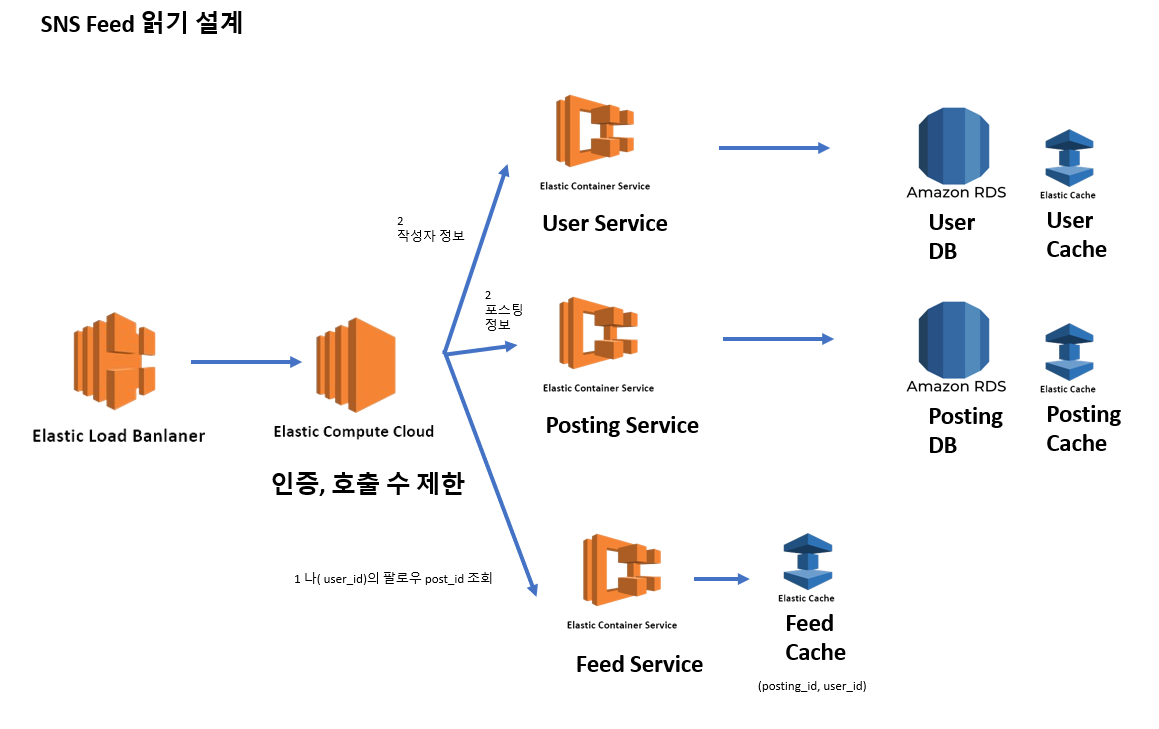 SNS Feed 읽기 설계
Elastic Container Service
User Service
Amazon RDS
User
DB
Elastic Cache
User
Cache
2
작성자 정보
2
포스팅
정보
Elastic Container Service
Posting Service
Amazon RDS
Posting
DB
Elastic Cache
Posting
Cache
Elastic Load Banlaner
Elastic Compute Cloud
인증, 호출 수 제한
1 나( user_id)의 팔로우 post_id 조회
Elastic Container Service
Feed Service
Elastic Cache
Feed
Cache
(posting_id, user_id)